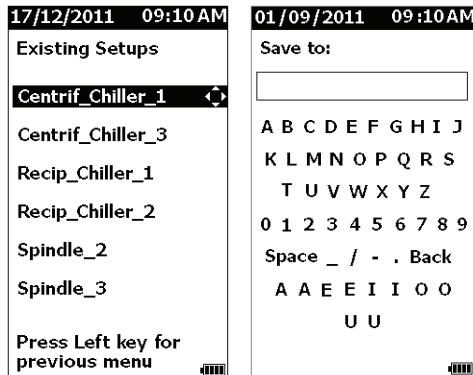 17/12/2011 09:10 AM
Existing Setups
Centrif_Chiller_1
Centrif_Chiller_3
Recip_Chiller_1
Recip_Chiller_2
Spindle_2
Spindle_3
Press Left key for
previous menu
01/09/2011 09:10AM
Save to:
A B C D E F G H I J
K L M N O P Q R S
T U V W X Y Z
0 1 2 3 4 5 6 7 8 9
Space _ / - . Back
A A E E I I O O
U U